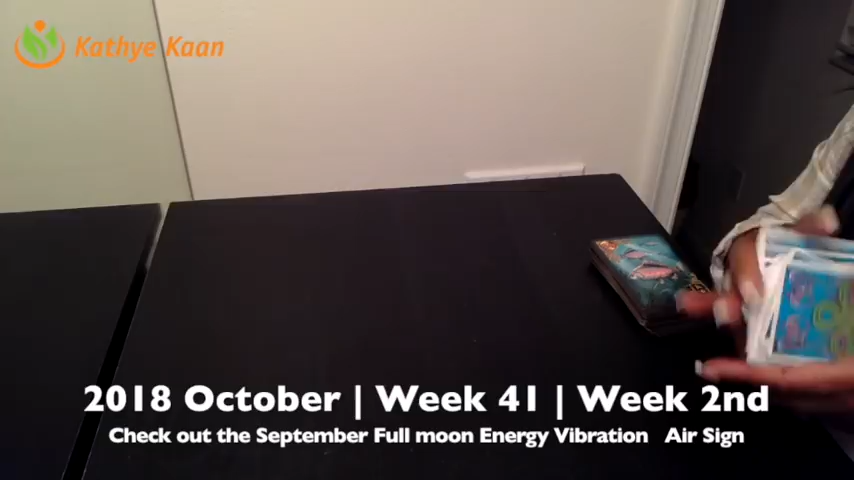 Kathye Kaan
2018 October | Week 41 | Week 2nd
Check out the September Full moon Energy Vibration Air Sign